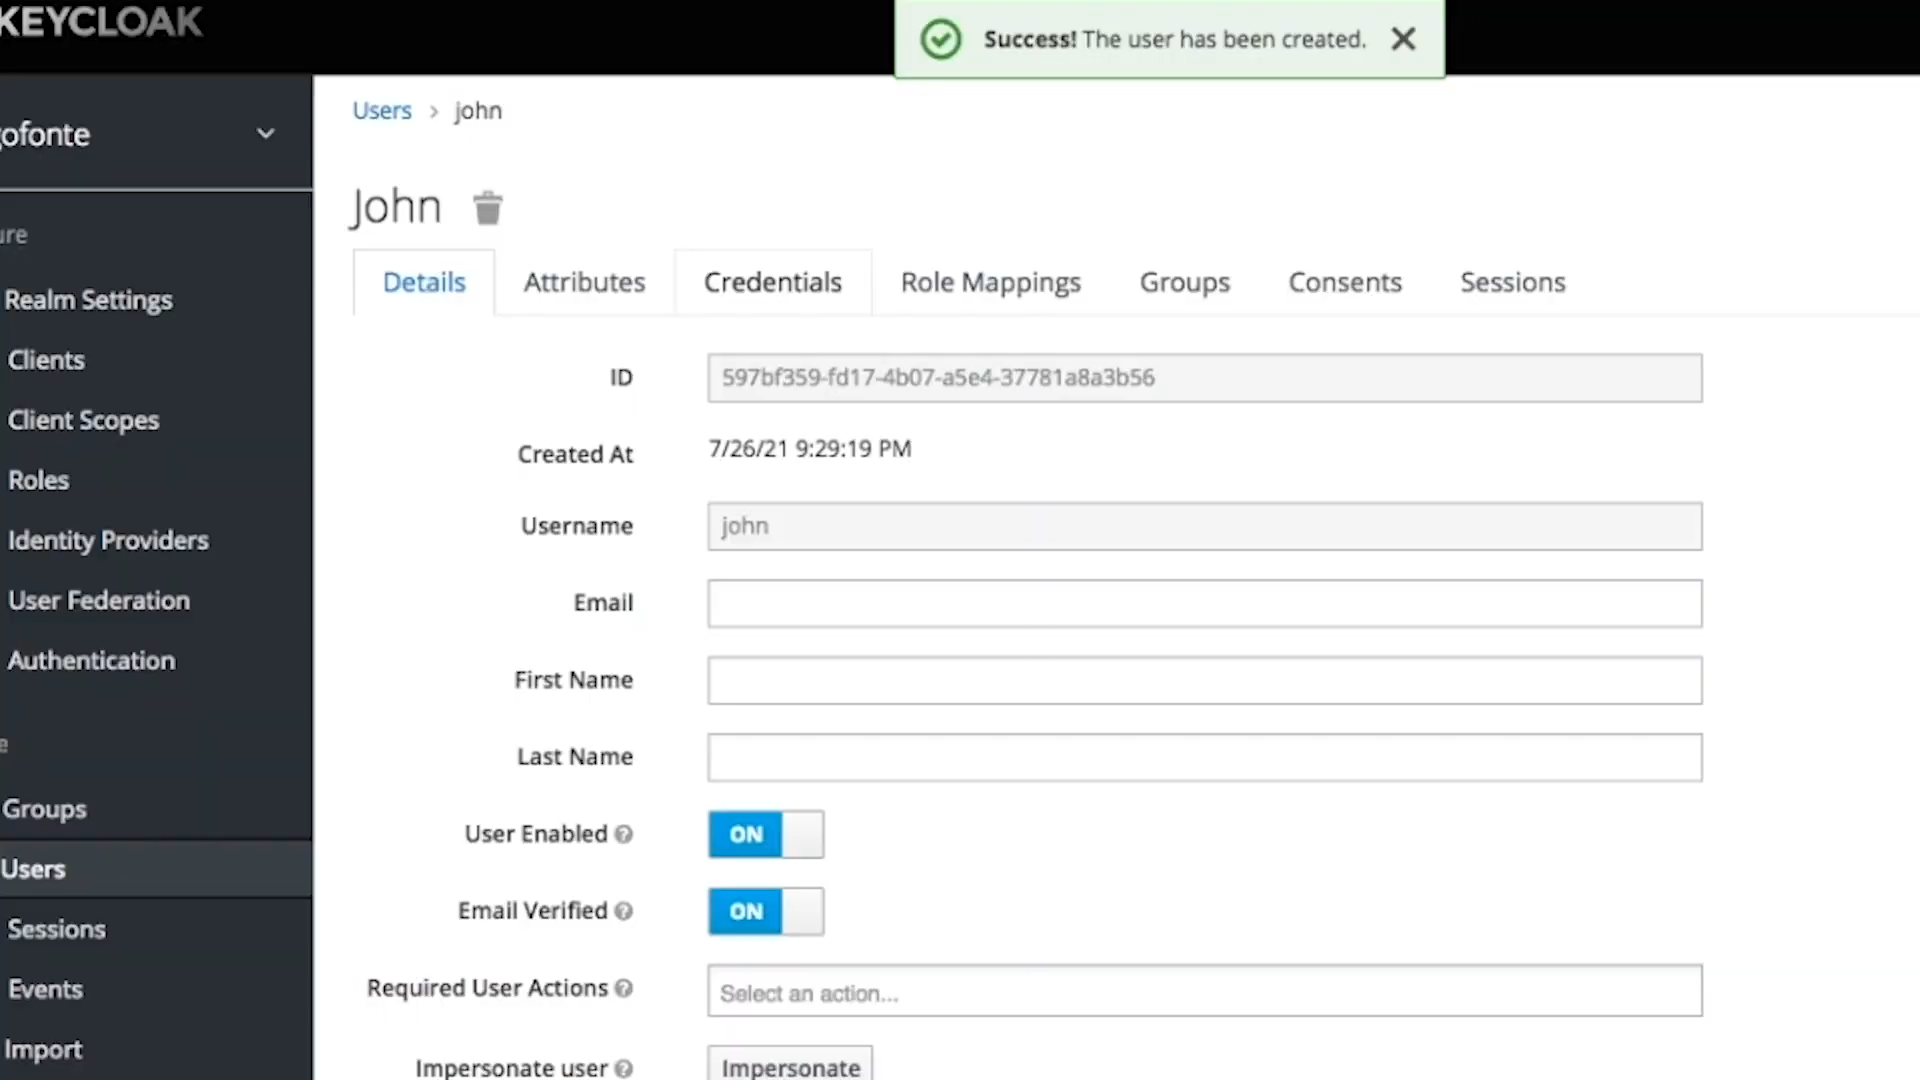 KEYCLOAK
Success! The user has been created.
ofonte
Users > john
John
Details Attributes Credentials Role Mappings Groups Consents Sessions
ure
Realm Settings
Clients
Client Scopes
Roles
Identity Providers
User Federation
Authentication
e
Groups
Users
Sessions
Events
Import
ID 597bf359-fd17-4b07-a5e4-37781a8a3b56
Created At 7/26/21 9:29:19 PM
Username john
Email
First Name
Last Name
User Enabled ON
Email Verified ON
Required User Actions Select an action...
Impersonate user Impersonate